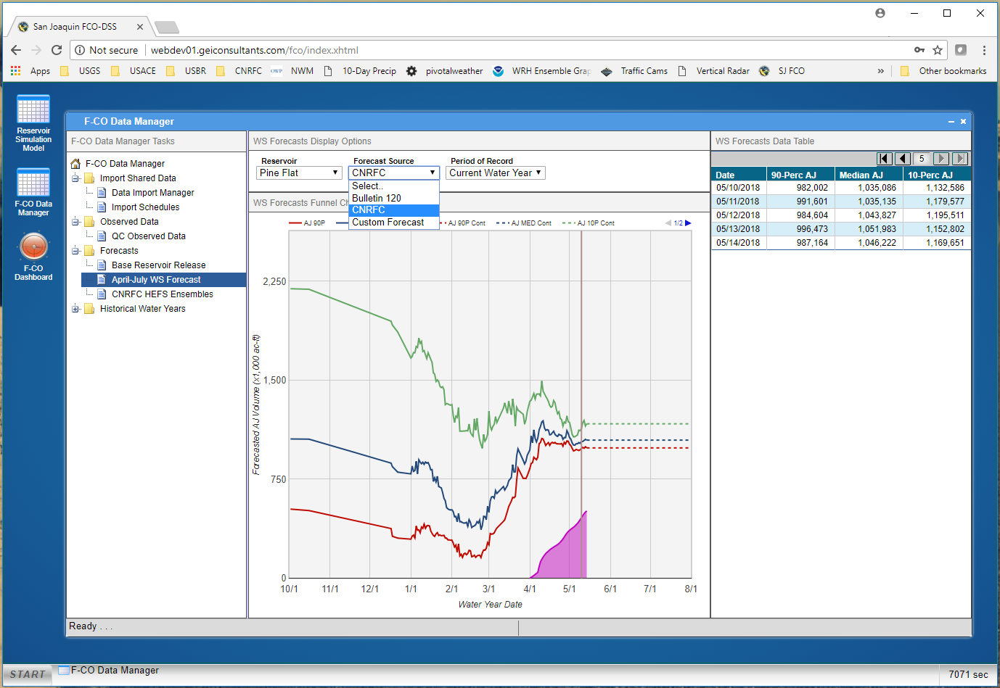 San Joaquin FCO-DSS
Not secure webdev01.geiconsultants.com/fco/index.xhtml
Apps USGS USACE USBR CNRFC OWP NWM 10-Day Precip pivotalweather WRH Ensemble Grap Traffic Cams Vertical Radar SJ FCO » Other bookmarks
Reservoir
Simulation
Model
F-CO Data
Manager
F-CO
Dashboard
F-CO Data Manager
F-CO Data Manager Tasks
F-CO Data Manager
Import Shared Data
Data Import Manager
Import Schedules
Observed Data
QC Observed Data
Forecasts
Base Reservoir Release
April-July WS Forecast
CNRFC HEFS Ensembles
Historical Water Years
WS Forecasts Display Options
Reservoir Forecast Source Period of Record
Pine Flat CNRFC Current Water Year
Select..
Bulletin 120
CNRFC
Custom Forecast
WS Forecasts Funnel Ch
AJ 90P AJ 90P Cont AJ MED Cont AJ 10P Cont 1/2
Forecasted AJ Volume (x1,000 ac-ft)
2,250
1,500
750
0
10/1 11/1 12/1 1/1 2/1 3/1 4/1 5/1 6/1 7/1 8/1
Water Year Date
WS Forecasts Data Table
5
Date 90-Perc AJ Median AJ 10-Perc AJ
05/10/2018 982,002 1,035,086 1,132,586
05/11/2018 991,601 1,035,135 1,179,577
05/12/2018 984,604 1,043,827 1,195,511
05/13/2018 996,473 1,051,983 1,152,802
05/14/2018 987,164 1,046,222 1,169,651
Ready . . .
START F-CO Data Manager 7071 sec